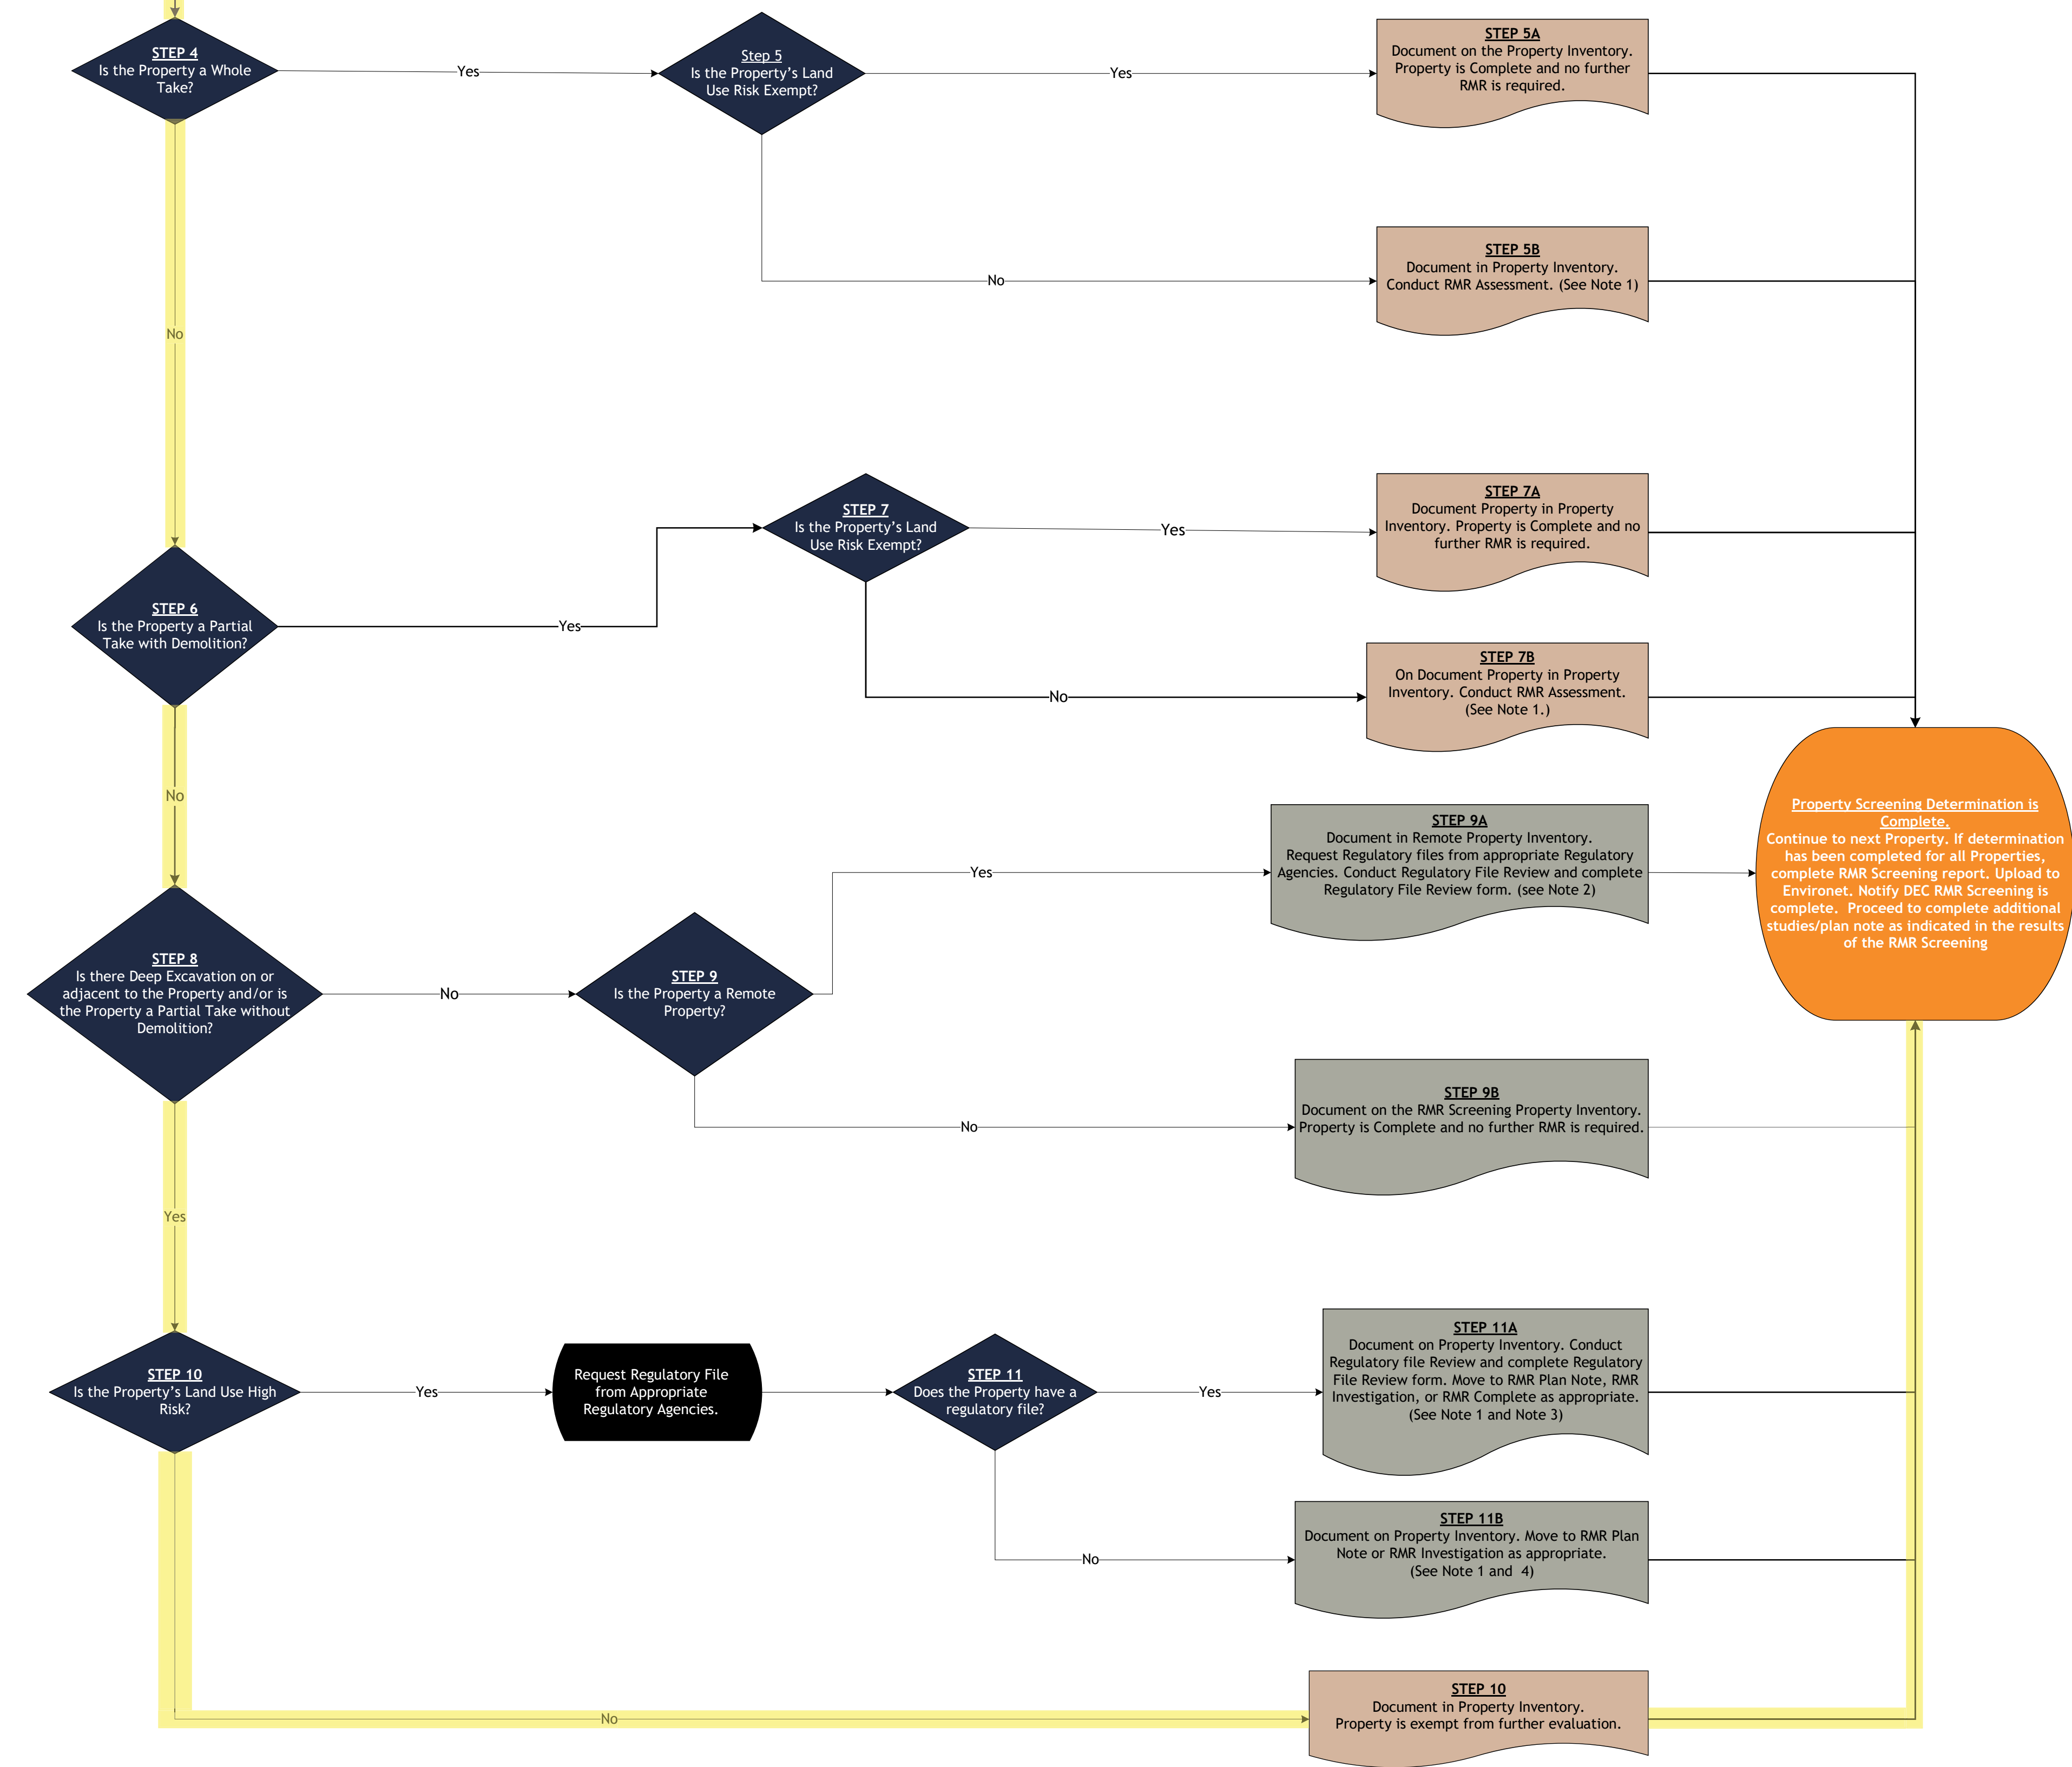 STEP 4
Is the Property a Whole
Take?
Yes
Step 5
Is the Property’s Land
Use Risk Exempt?
Yes
STEP 5A
Document on the Property Inventory.
Property is Complete and no further
RMR is required.
No
STEP 5B
Document in Property Inventory.
Conduct RMR Assessment. (See Note 1)
No
STEP 6
Is the Property a Partial
Take with Demolition?
Yes
STEP 7
Is the Property’s Land
Use Risk Exempt?
Yes
STEP 7A
Document Property in Property
Inventory. Property is Complete and no
further RMR is required.
No
STEP 7B
On Document Property in Property
Inventory. Conduct RMR Assessment.
(See Note 1.)
No
STEP 8
Is there Deep Excavation on or
adjacent to the Property and/or is
the Property a Partial Take without
Demolition?
No
STEP 9
Is the Property a Remote
Property?
Yes
STEP 9A
Document in Remote Property Inventory.
Request Regulatory files from appropriate Regulatory
Agencies. Conduct Regulatory File Review and complete
Regulatory File Review form. (see Note 2)
Property Screening Determination is
Complete.
Continue to next Property. If determination
has been completed for all Properties,
complete RMR Screening report. Upload to
Environet. Notify DEC RMR Screening is
complete.  Proceed to complete additional
studies/plan note as indicated in the results
of the RMR Screening
No
STEP 9B
Document on the RMR Screening Property Inventory.
Property is Complete and no further RMR is required.
Yes
STEP 10
Is the Property’s Land Use High
Risk?
Yes
Request Regulatory File
from Appropriate
Regulatory Agencies.
STEP 11
Does the Property have a
regulatory file?
Yes
STEP 11A
Document on Property Inventory. Conduct
Regulatory file Review and complete Regulatory
File Review form. Move to RMR Plan Note, RMR
Investigation, or RMR Complete as appropriate.
(See Note 1 and Note 3)
No
STEP 11B
Document on Property Inventory. Move to RMR Plan
Note or RMR Investigation as appropriate.
(See Note 1 and  4)
No
STEP 10
Document in Property Inventory.
Property is exempt from further evaluation.